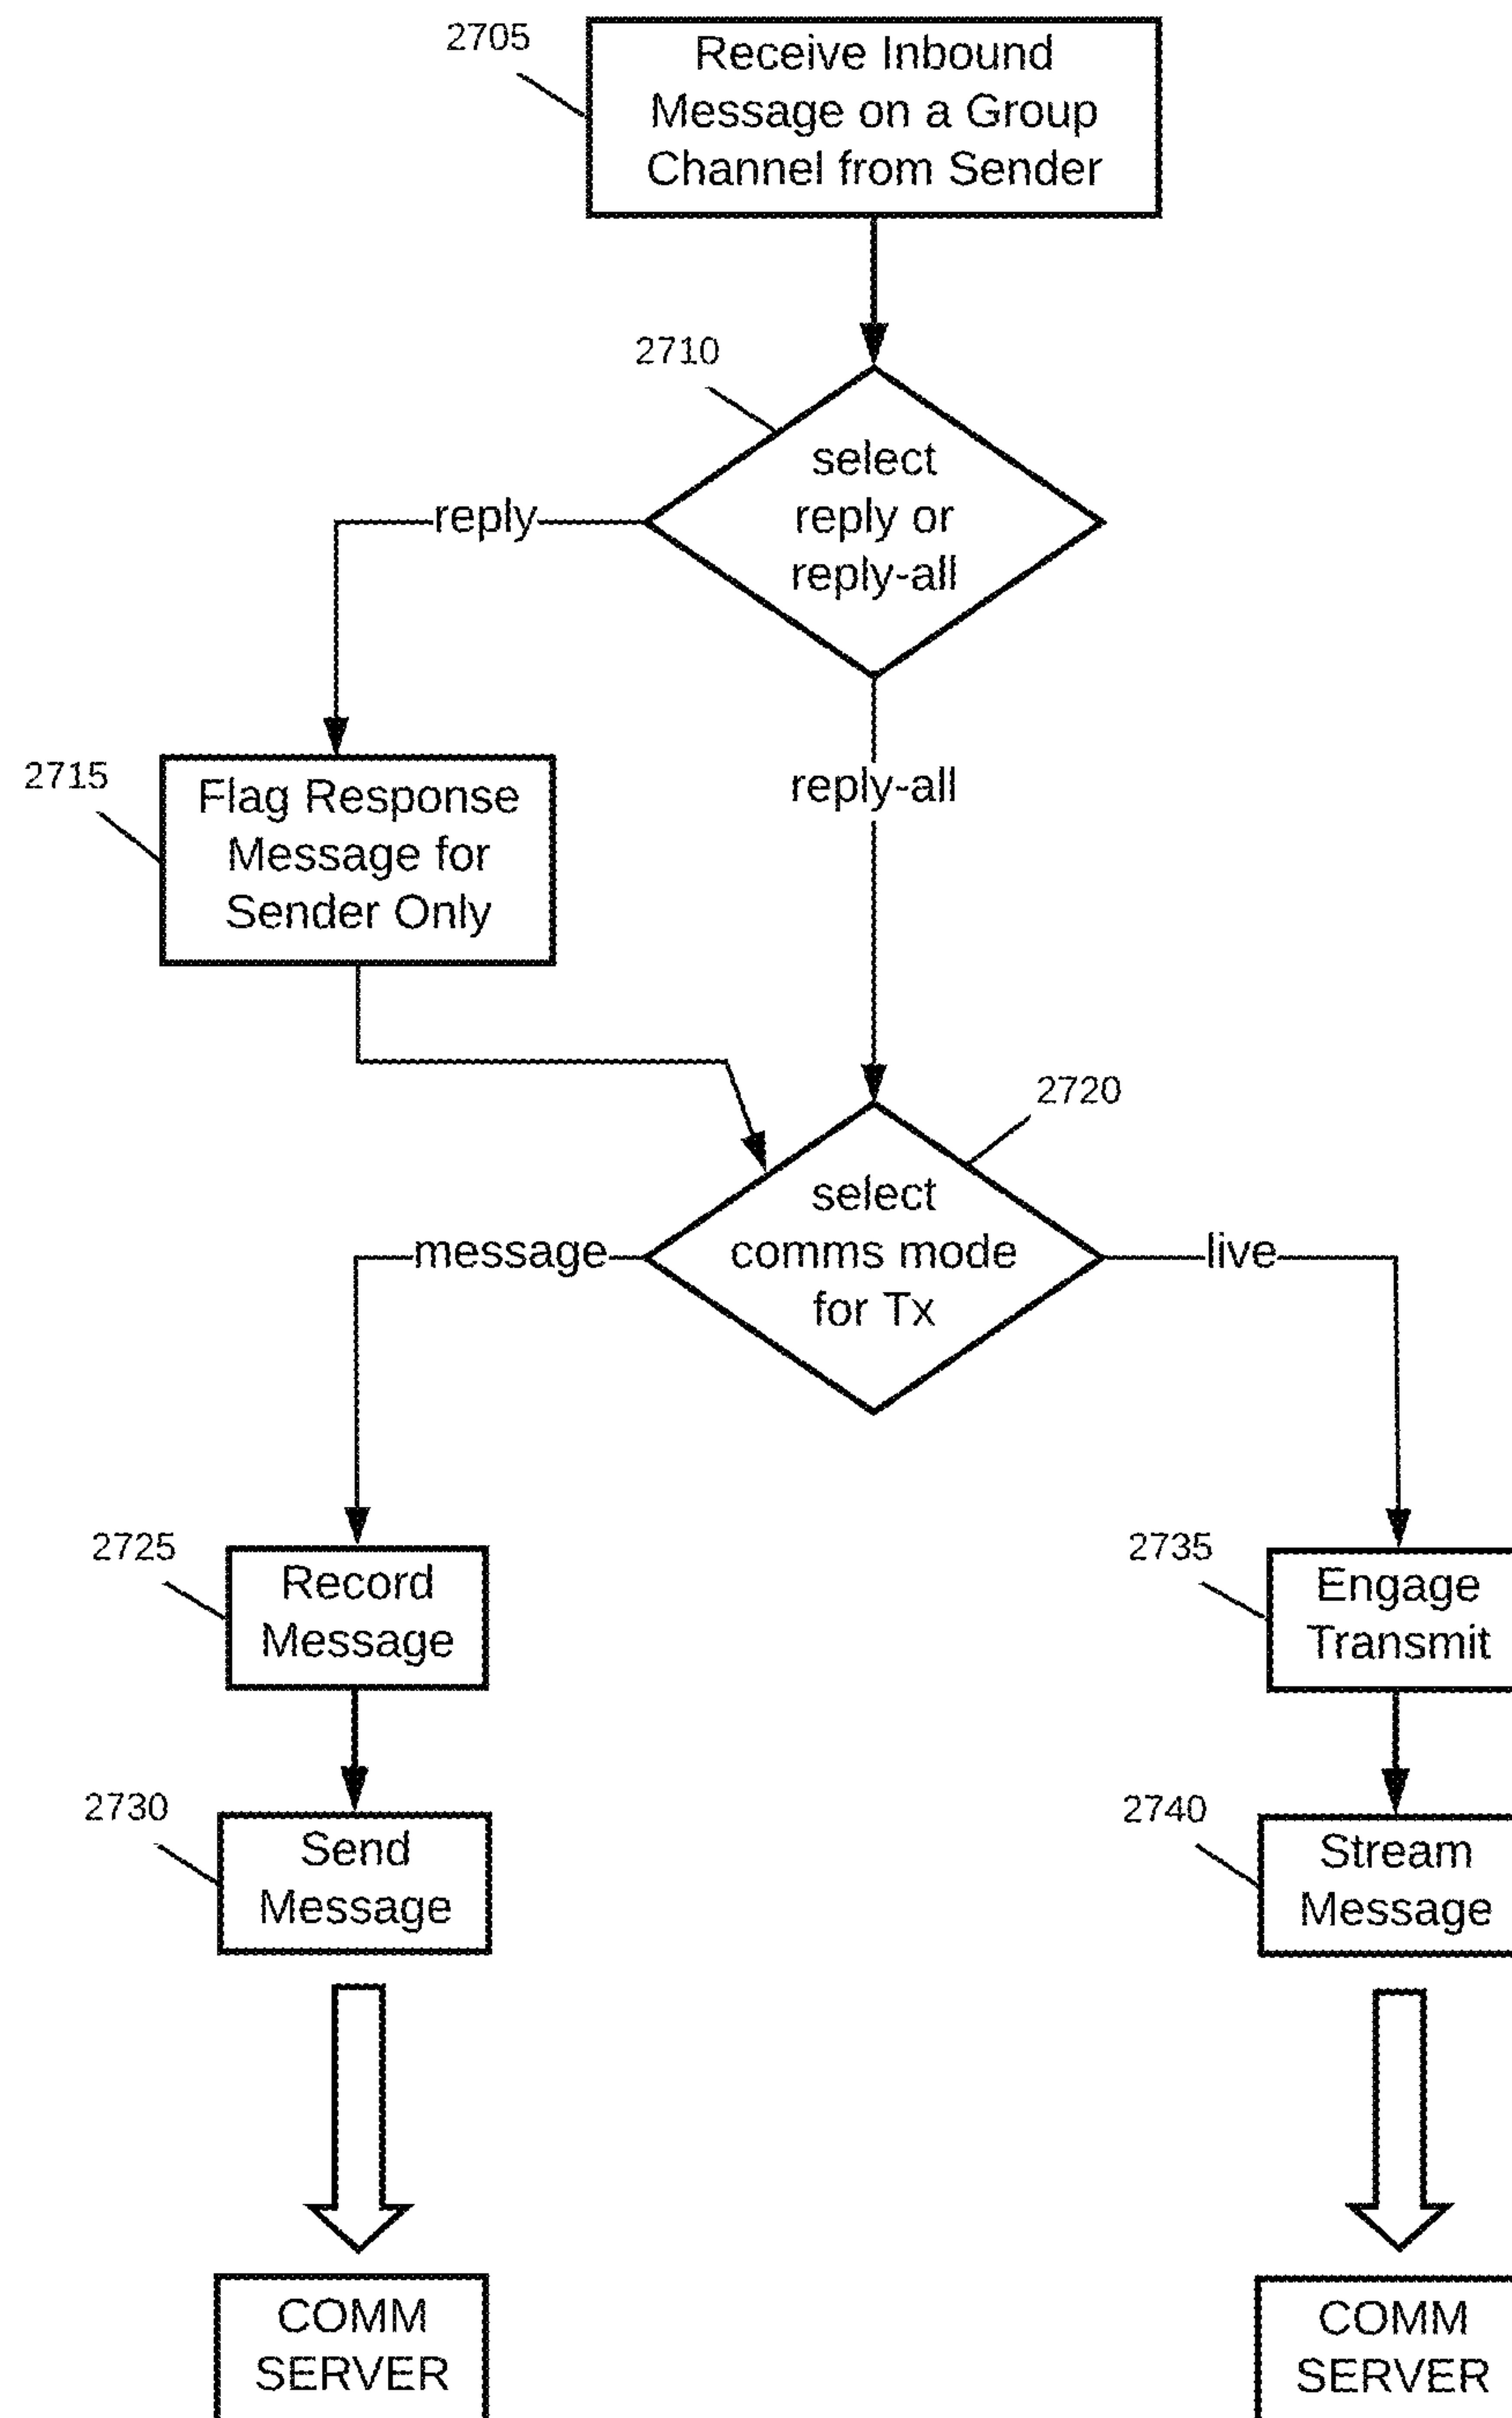 2705
Receive Inbound
Message on a Group
Channel from Sender
2710
select
reply or
reply-all
reply
reply-all
2715
Flag Response
Message for
Sender Only
2720
select
comms mode
for Tx
message
live
2725
Record
Message
2735
Engage
Transmit
2730
Send
Message
2740
Stream
Message
COMM
SERVER
COMM
SERVER